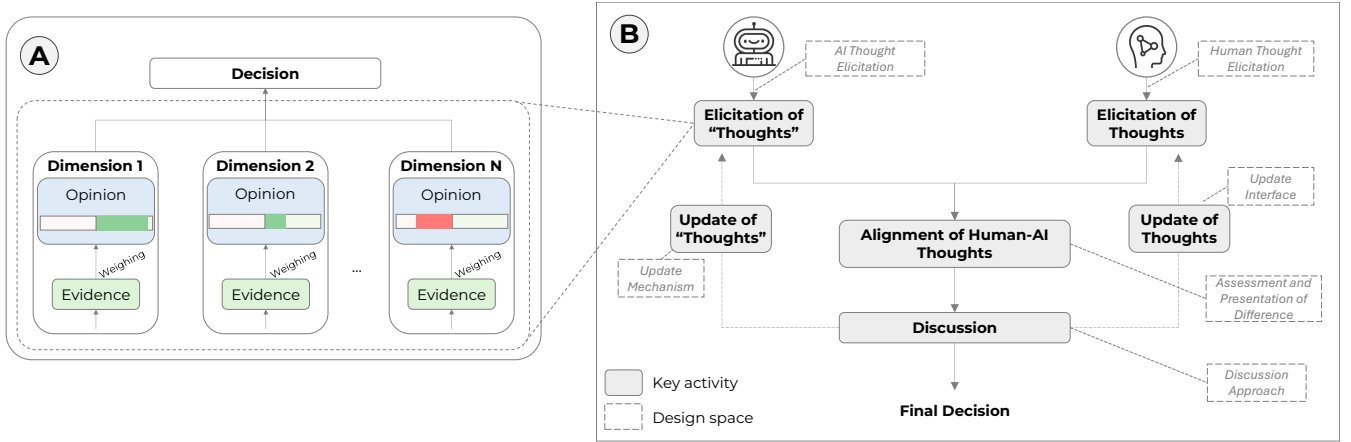 A
Decision
Dimension 1
Opinion
Weighing
Evidence
Dimension 2
Opinion
Weighing
Evidence
...
Dimension N
Opinion
Weighing
Evidence
B
AI Thought
Elicitation
Human Thought
Elicitation
Elicitation of
“Thoughts”
Elicitation of
Thoughts
Update
Interface
Update of
“Thoughts”
Alignment of Human-AI
Thoughts
Update of
Thoughts
Update
Mechanism
Assessment and
Presentation of
Difference
Discussion
Discussion
Approach
Key activity
Design space
Final Decision